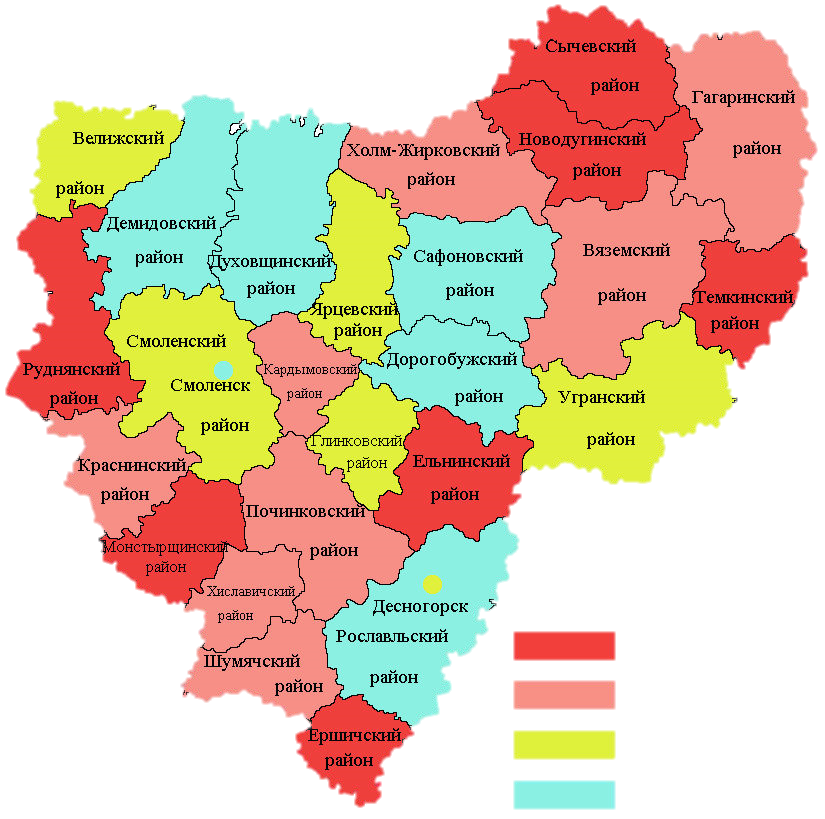 Сычевский
район
Гагаринский
район
Новодугинский
район
Холм-Жирковский
район
Велижский
район
Демидовский
район
Духовщинский
район
Сафоновский
район
Вяземский
район
Темкинский
район
Ярцевский
район
Смоленский
Смоленск
район
Руднянский
район
Кардымовский
район
Дорогобужский
район
Угранский
район
Глинковский
район
Ельнинский
район
Краснинский
район
Починковский
район
Монстырщинский
район
Хиславичский
район
Десногорск
Рославльский
район
Шумячский
район
Ершичский
район